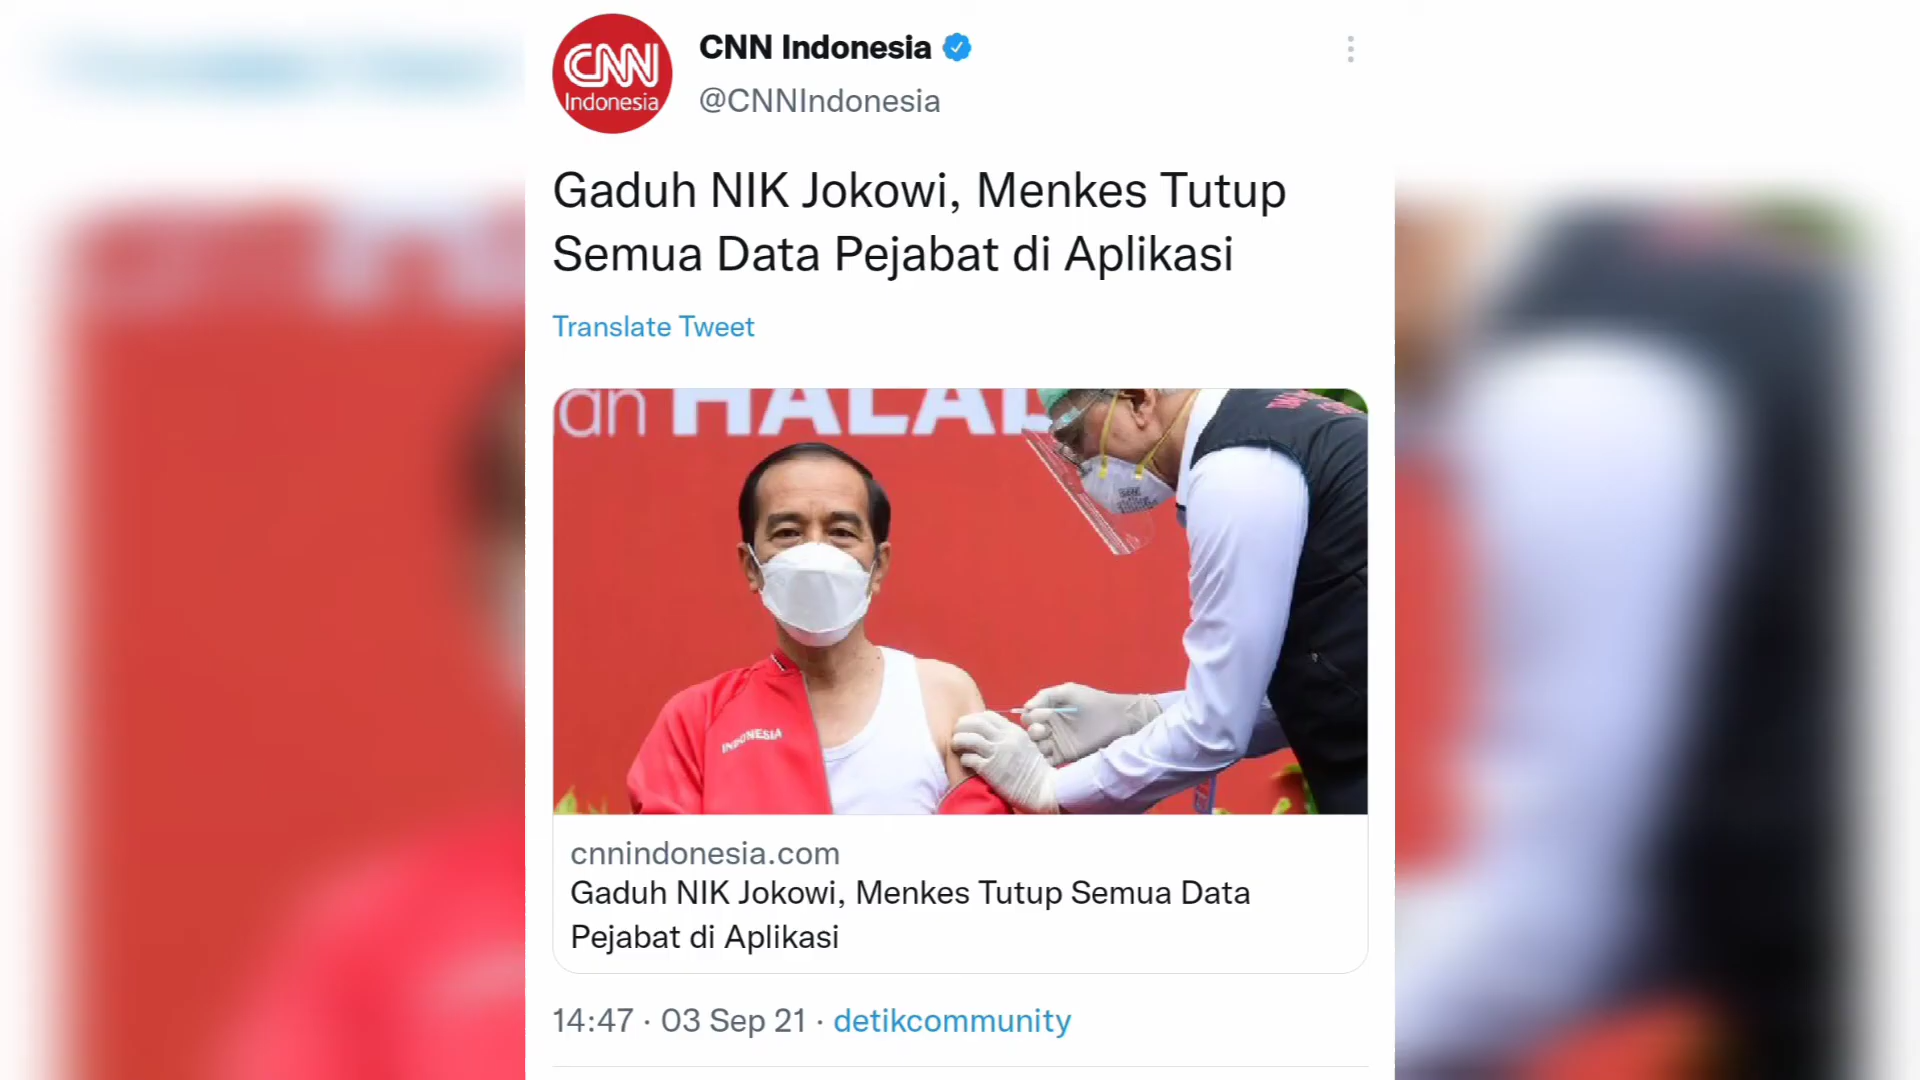 CNN
Indonesia
CNN Indonesia
@CNNIndonesia
Gaduh NIK Jokowi, Menkes Tutup
Semua Data Pejabat di Aplikasi
Translate Tweet
an HALAL
INDONESIA
cnnindonesia.com
Gaduh NIK Jokowi, Menkes Tutup Semua Data
Pejabat di Aplikasi
14:47 · 03 Sep 21 · detikcommunity